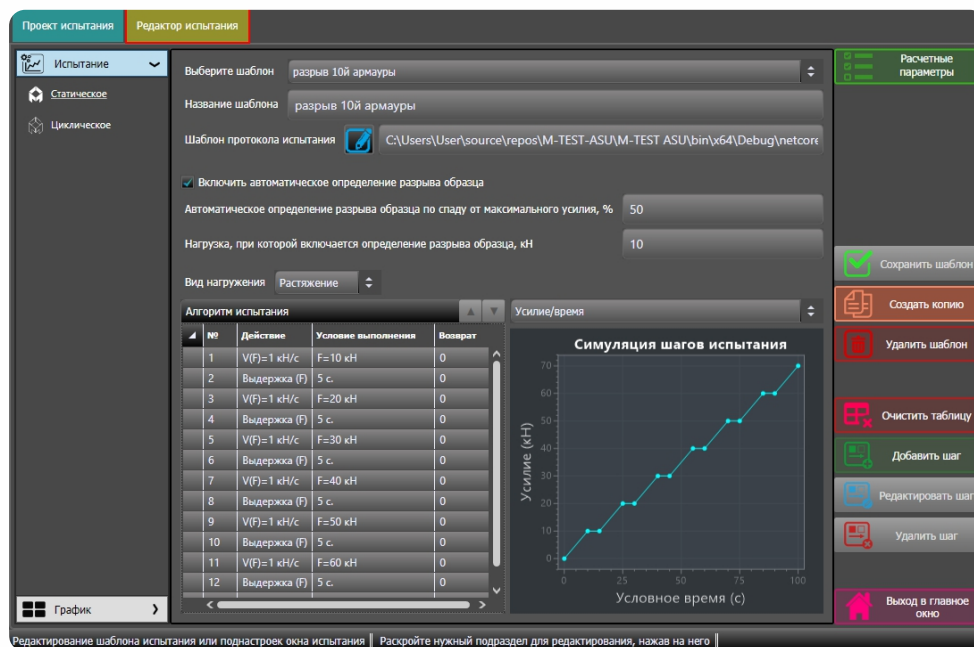 Проект испытания
Редактор испытания
Испытание
Статическое
Циклическое
Выберите шаблон
разрыв 10й армауры
Название шаблона
разрыв 10й армауры
Шаблон протокола испытания
C:\Users\User\source\repos\M-TEST-ASU\M-TEST ASU\bin\x64\Debug\netcore
Включить автоматическое определение разрыва образца
Автоматическое определение разрыва образца по спаду от максимального усилия, %
50
Нагрузка, при которой включается определение разрыва образца, кН
10
Вид нагружения
Растяжение
Алгоритм испытания
№ Действие Условие выполнения Возврат
1 V(F)=1 кН/с F=10 кН 0
2 Выдержка (F) 5 с. 0
3 V(F)=1 кН/с F=20 кН 0
4 Выдержка (F) 5 с. 0
5 V(F)=1 кН/с F=30 кН 0
6 Выдержка (F) 5 с. 0
7 V(F)=1 кН/с F=40 кН 0
8 Выдержка (F) 5 с. 0
9 V(F)=1 кН/с F=50 кН 0
10 Выдержка (F) 5 с. 0
11 V(F)=1 кН/с F=60 кН 0
12 Выдержка (F) 5 с. 0
Усилие/время
Симуляция шагов испытания
70
60
50
40
30
20
10
0
Усилие (кН)
0 25 50 75 100
Условное время (с)
Расчетные
параметры
Сохранить шаблон
Создать копию
Удалить шаблон
Очистить таблицу
Добавить шаг
Редактировать шаг
Удалить шаг
Выход в главное
окно
График
Редактирование шаблона испытания или поднастроек окна испытания
Раскройте нужный подраздел для редактирования, нажав на него